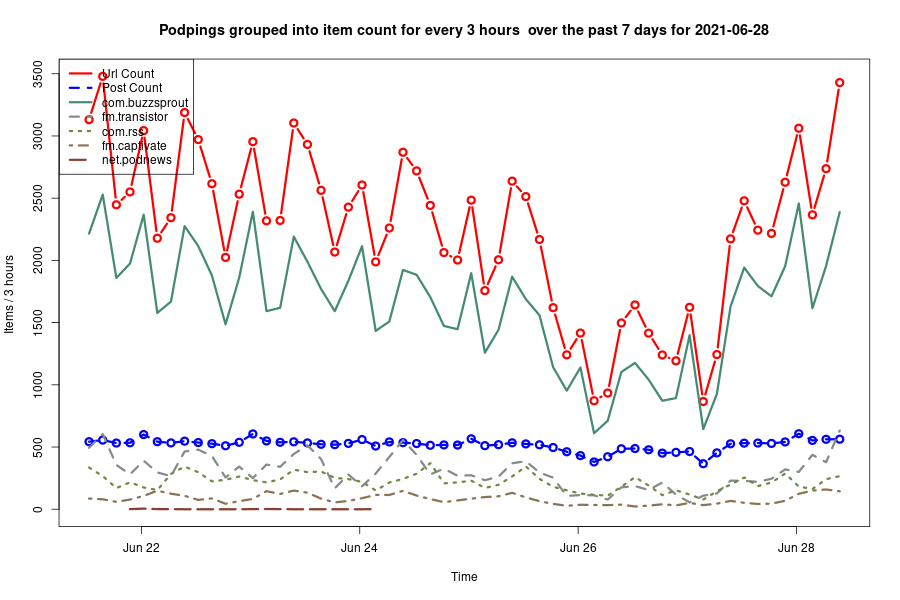 Podpings grouped into item count for every 3 hours  over the past 7 days for 2021-06-28
Items / 3 hours
3500
3000
2500
2000
1500
1000
500
0
Url Count
Post Count
com.buzzsprout
fm.transistor
com.rss
fm.captivate
net.podnews
Jun 22
Jun 24
Jun 26
Jun 28
Time